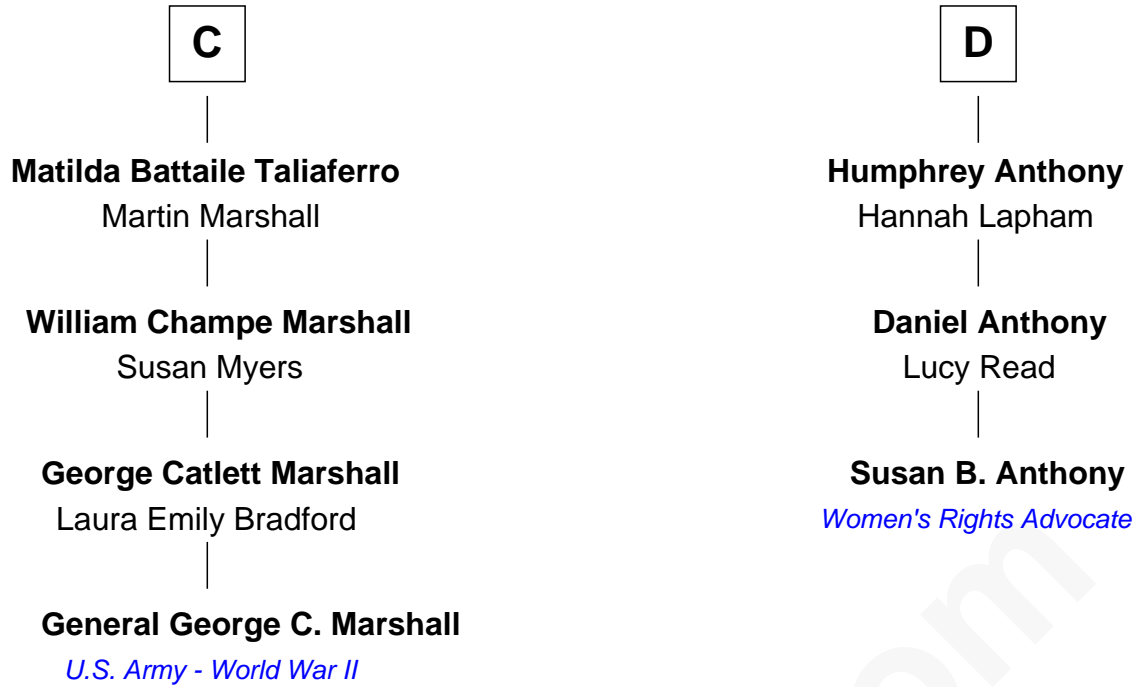 C
Matilda Battaile Taliaferro
Martin Marshall
William Champe Marshall
Susan Myers
George Catlett Marshall
Laura Emily Bradford
General George C. Marshall
U.S. Army - World War II
D
Humphrey Anthony
Hannah Lapham
Daniel Anthony
Lucy Read
Susan B. Anthony
Women's Rights Advocate
om